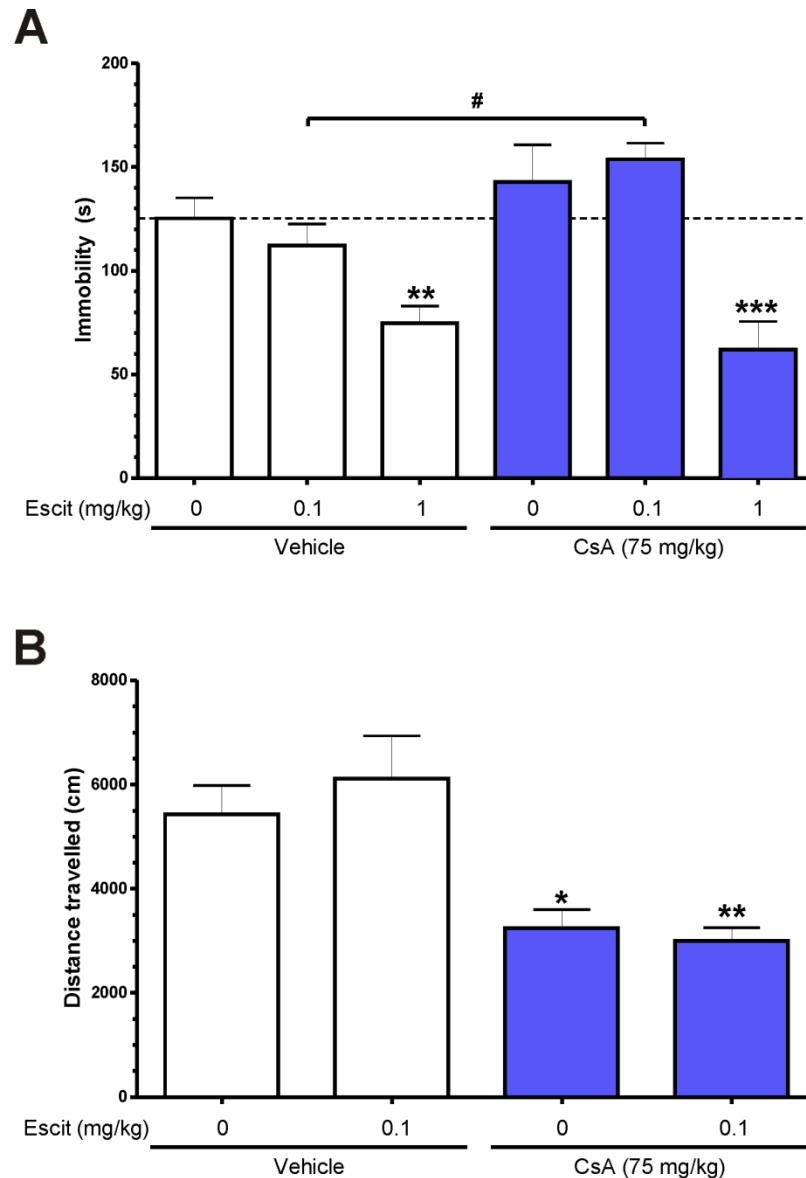 A
200
#
150
Immobility (s)
100
**
***
50
0
Escit (mg/kg) 0 0.1 1 0 0.1 1
Vehicle CsA (75 mg/kg)
B
8000
6000
Distance travelled (cm)
4000
*
**
2000
0
Escit (mg/kg) 0 0.1 0 0.1
Vehicle CsA (75 mg/kg)